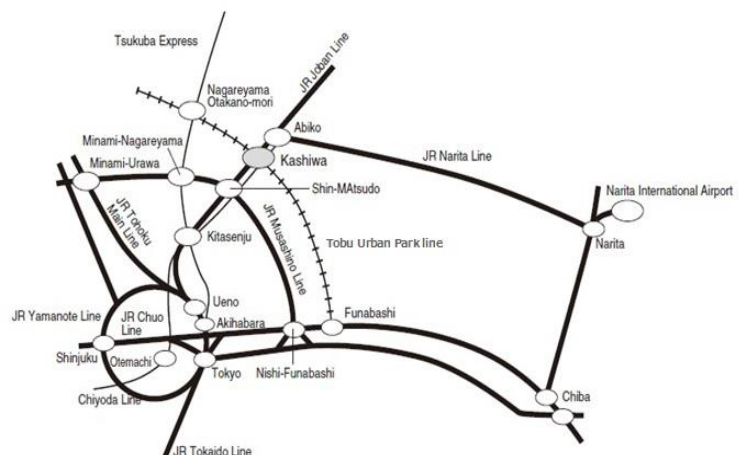 Tsukuba Express
JR Joban Line
Nagareyama
Otakano-mori
Abiko
Minami-Nagareyama
Minami-Urawa
Kashiwa
JR Narita Line
Shin-MAtsudo
Narita International Airport
JR Tohoku
Main Line
Kitasenju
JR Musashino Line
Tobu Urban Park line
Narita
Ueno
JR Yamanote Line
JR Chuo
Line
Akihabara
Funabashi
Shinjuku
Otemachi
Tokyo
Nishi-Funabashi
Chiyoda Line
Chiba
JR Tokaido Line